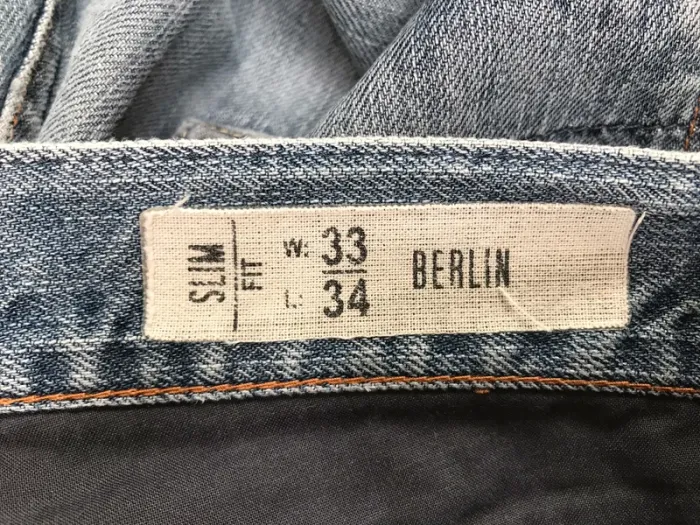 SLIM
FIT
W: 33
L: 34
BERLIN